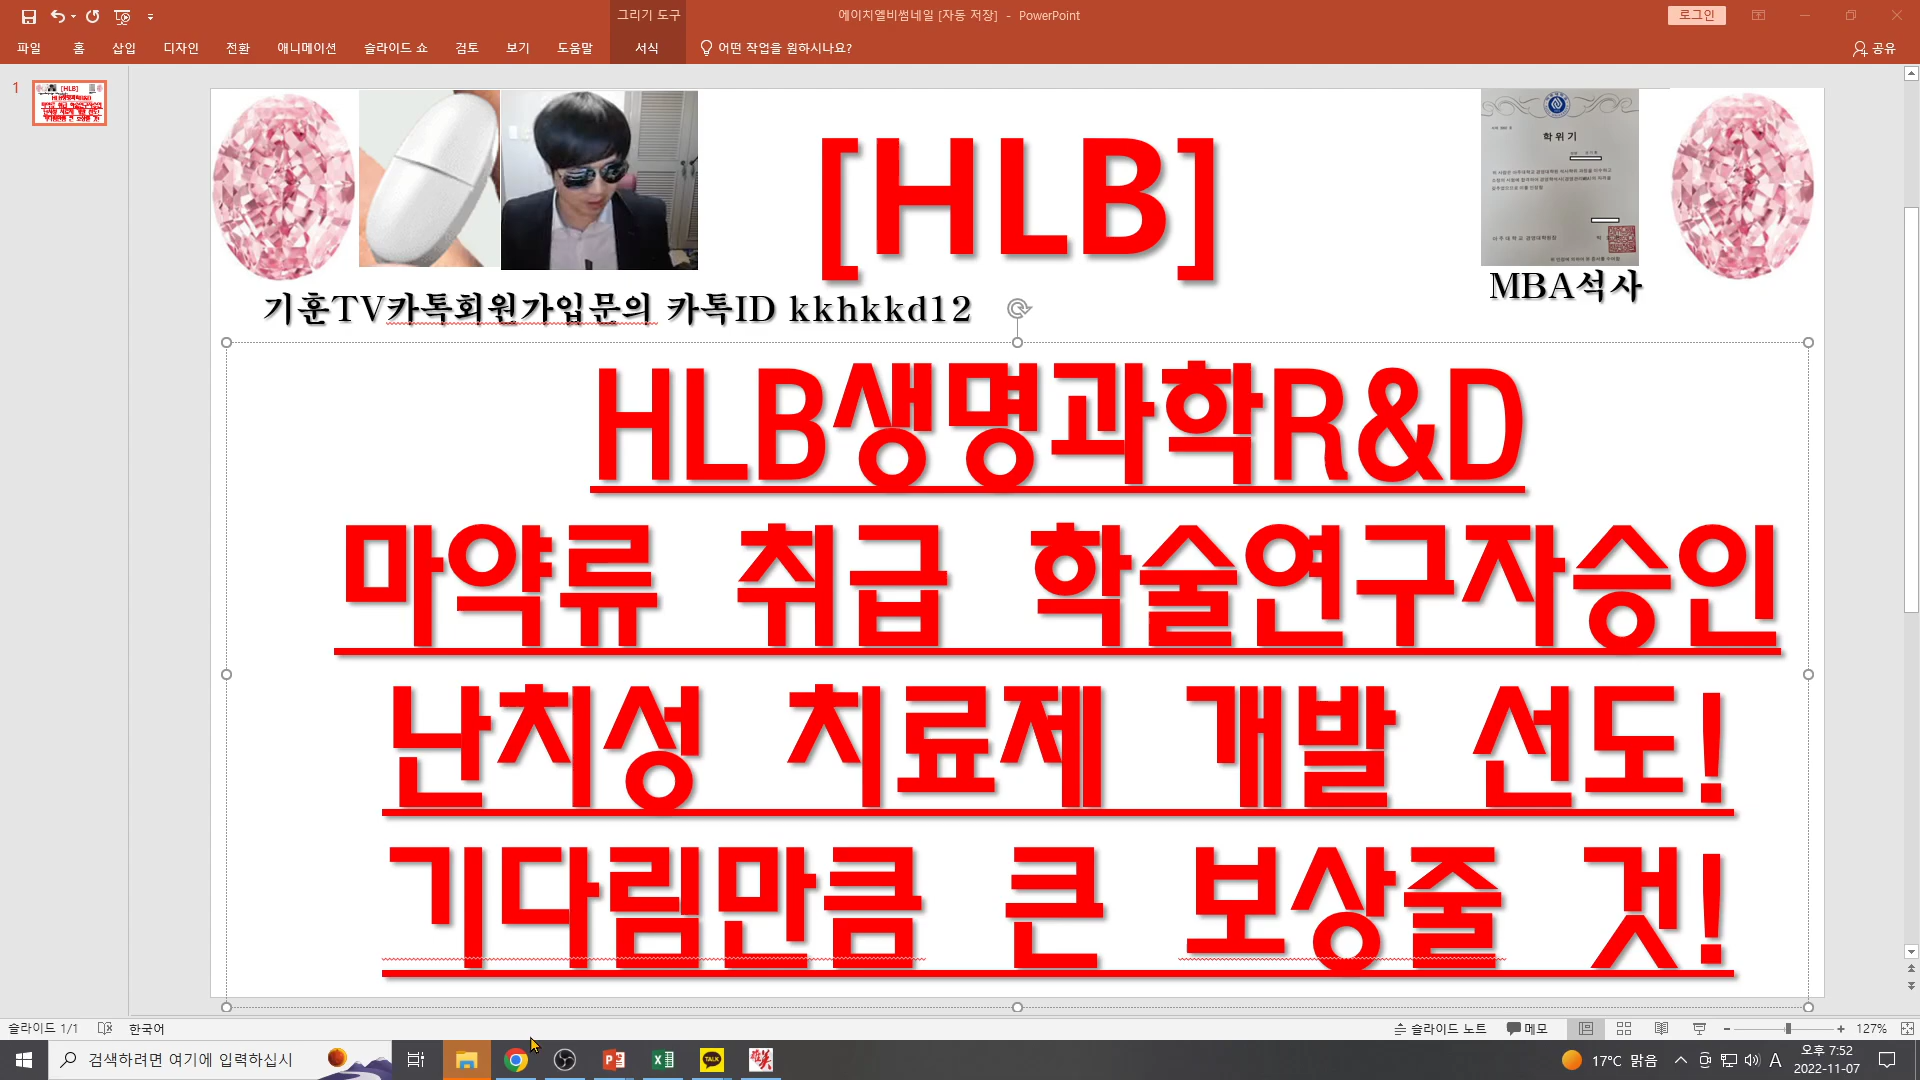 그리기 도구
에이치엘비썸네일 [자동 저장] - PowerPoint
로그인
파일 홈 삽입 디자인 전환 애니메이션 슬라이드 쇼 검토 보기 도움말 서식 어떤 작업을 원하시나요? 공유
1
[HLB]
학 위 기
MBA석사
기훈TV카톡회원가입문의 카톡ID kkhkkd12
HLB생명과학R&D
마약류 취급 학술연구자승인
난치성 치료제 개발 선도!
기다림만큼 큰 보상줄 것!
슬라이드 1/1 한국어 슬라이드 노트 메모 127%
검색하려면 여기에 입력하십시
TALK
17°C 맑음 A 오후 7:52
2022-11-07